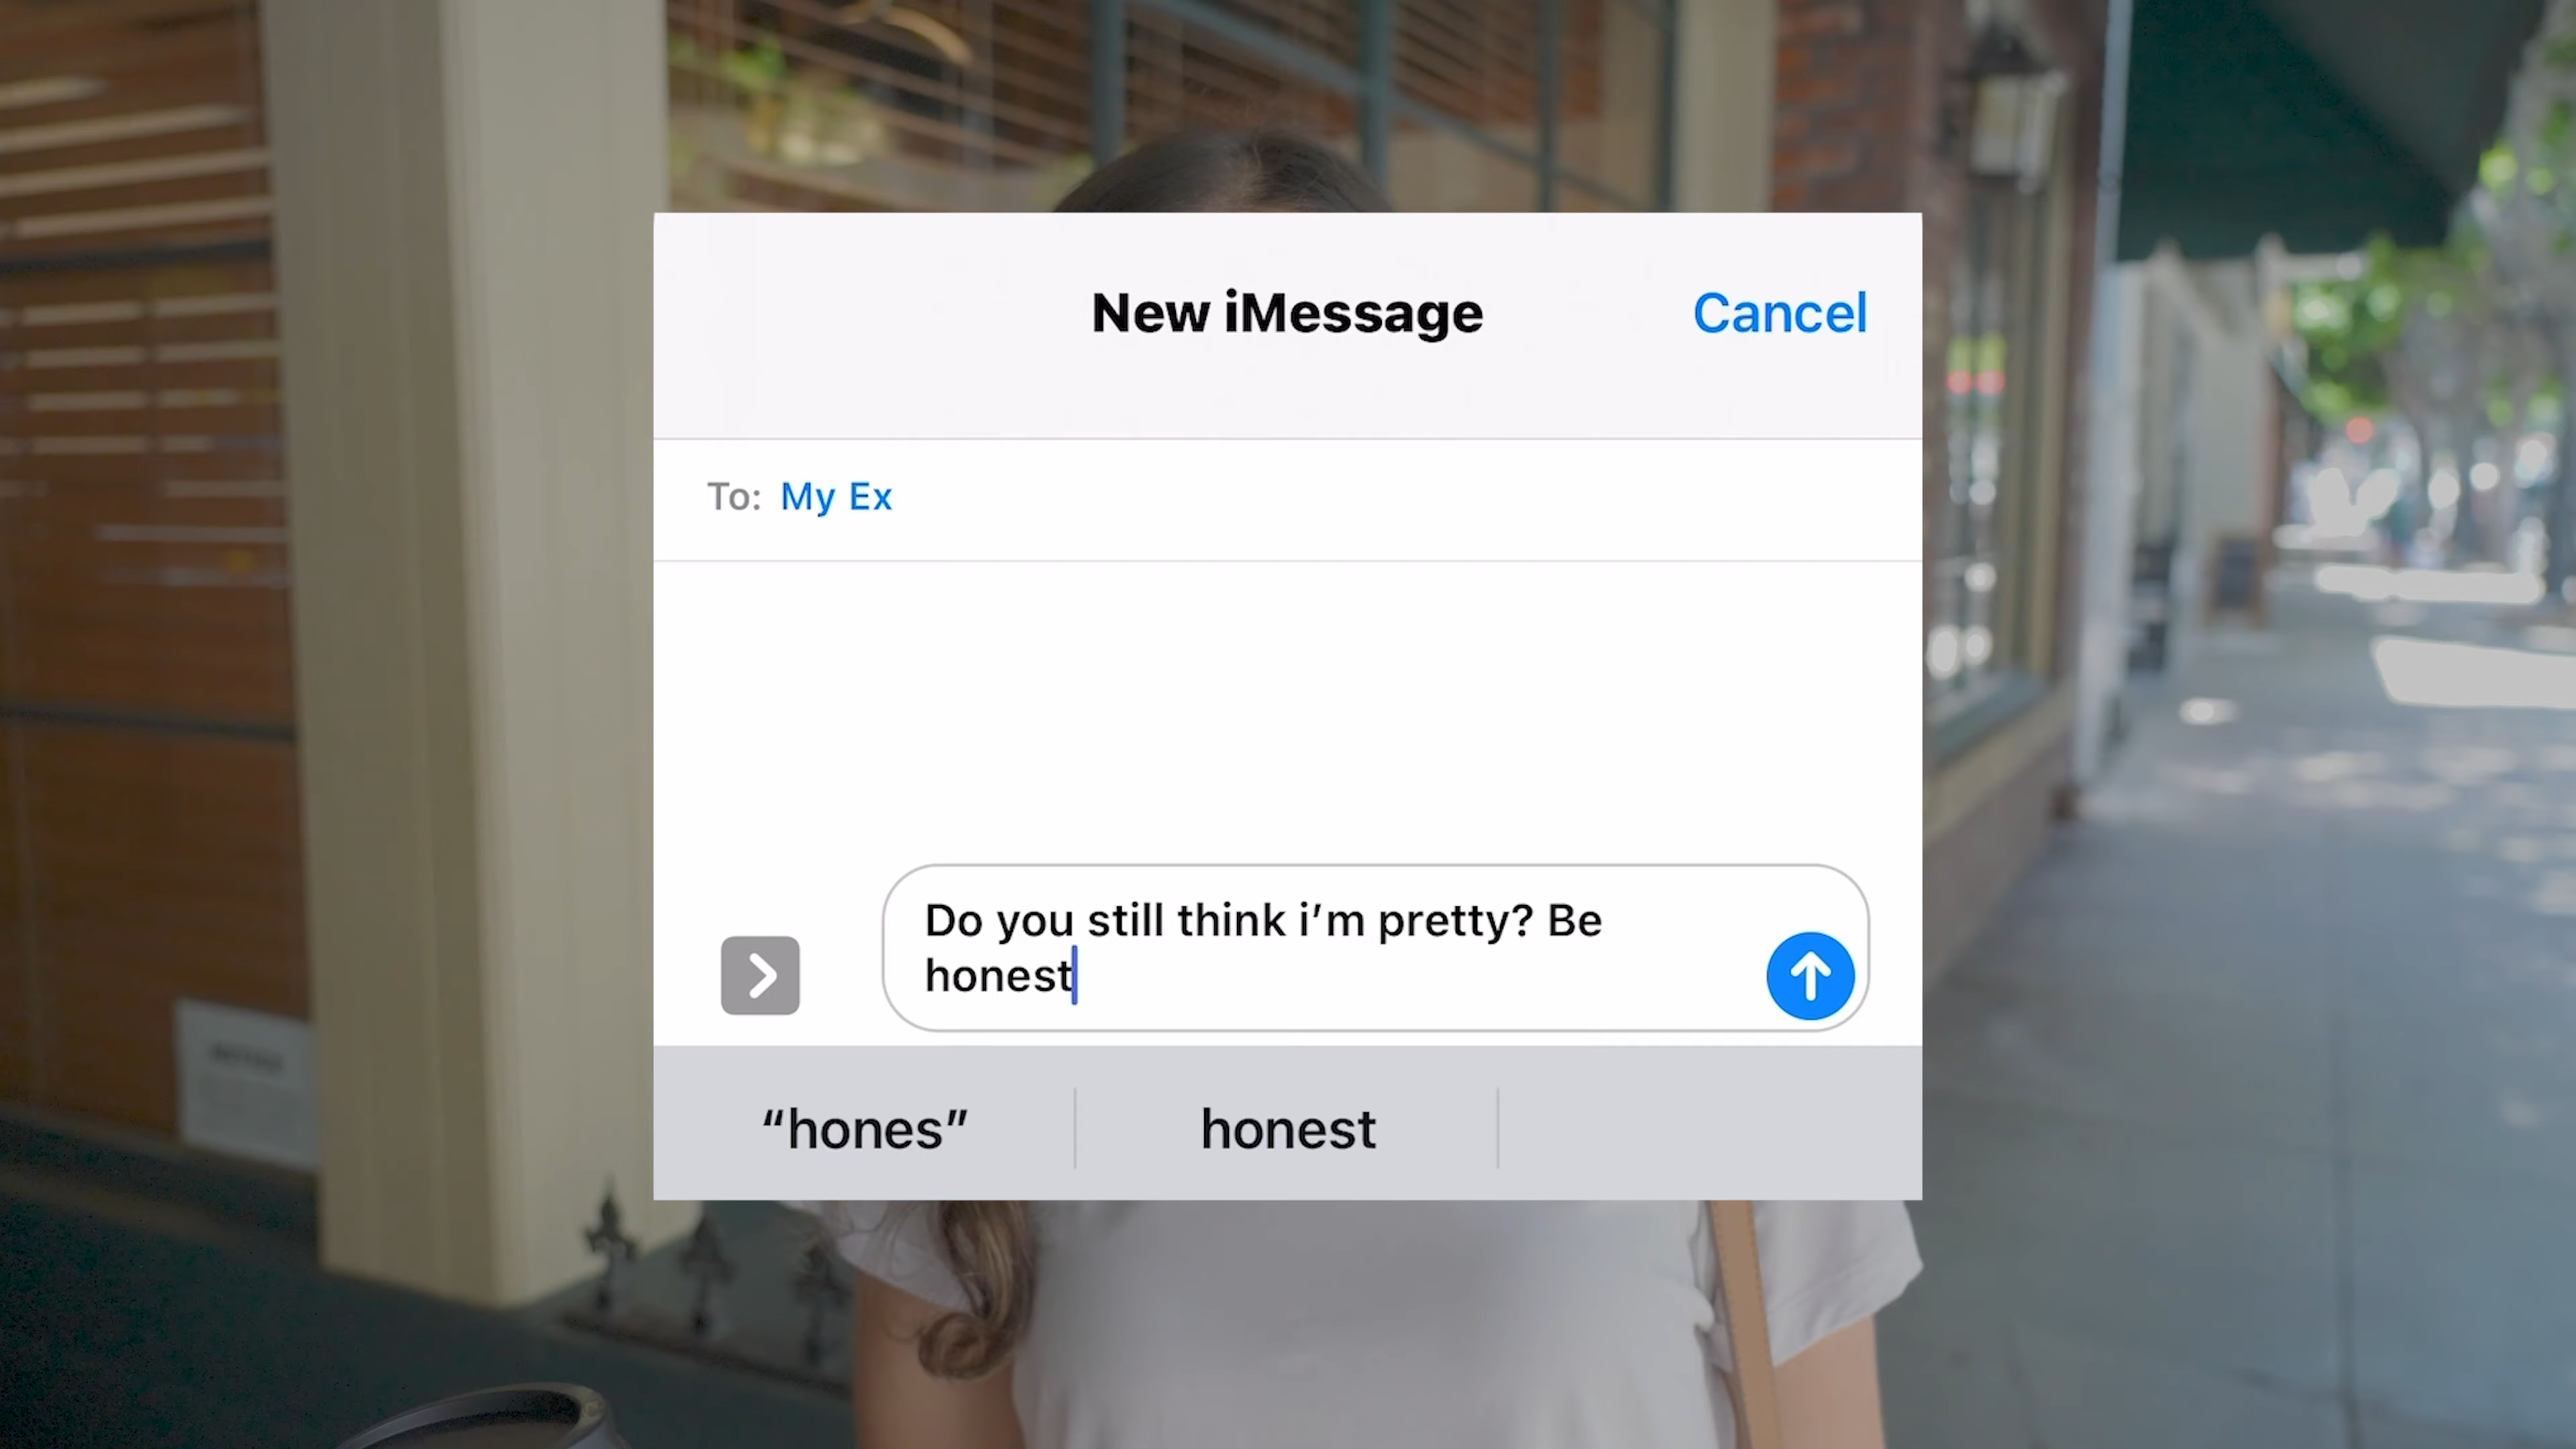 New iMessage
Cancel
To: My Ex
Do you still think i’m pretty? Be
honest
“hones”
honest